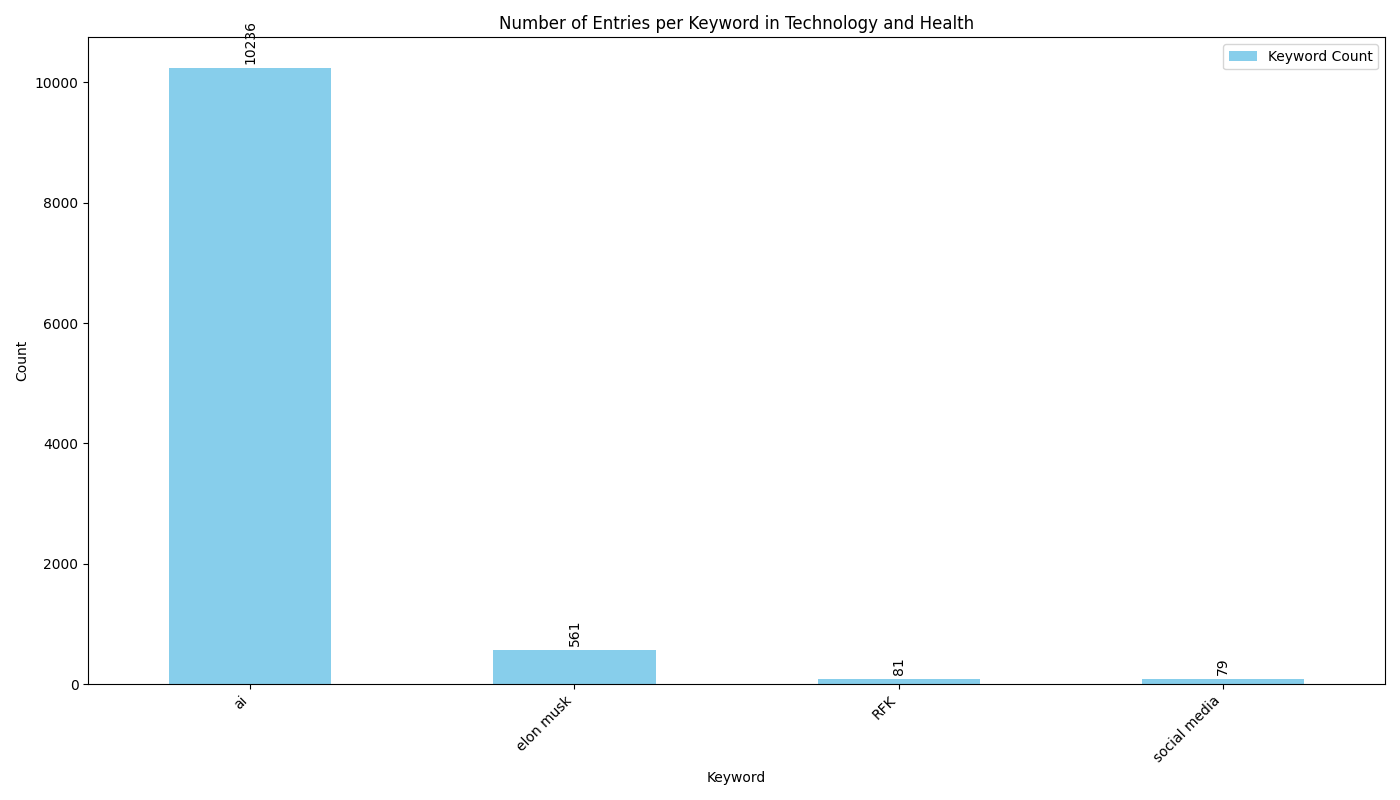 Number of Entries per Keyword in Technology and Health
Keyword Count
10236
561
81
79
10000
8000
6000
4000
2000
0
Count
ai
elon musk
RFK
social media
Keyword